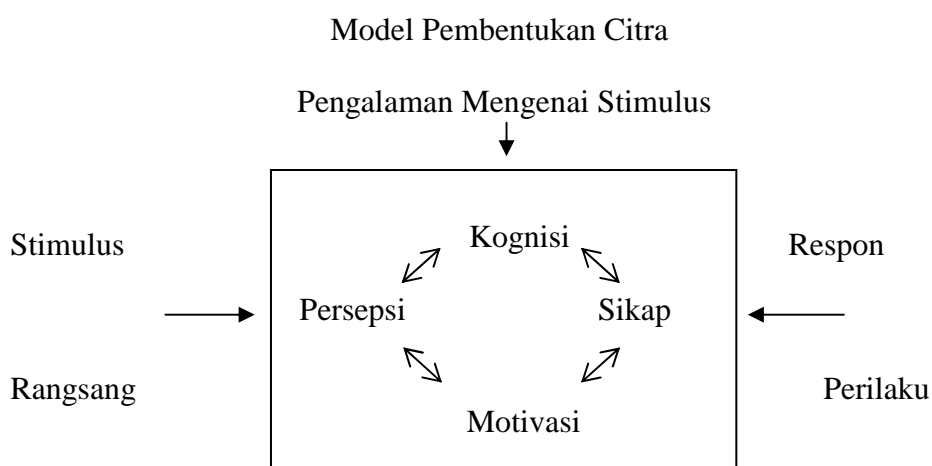 Model Pembentukan Citra
Pengalaman Mengenai Stimulus
Kognisi
Stimulus
Respon
Persepsi
Sikap
Rangsang
Perilaku
Motivasi